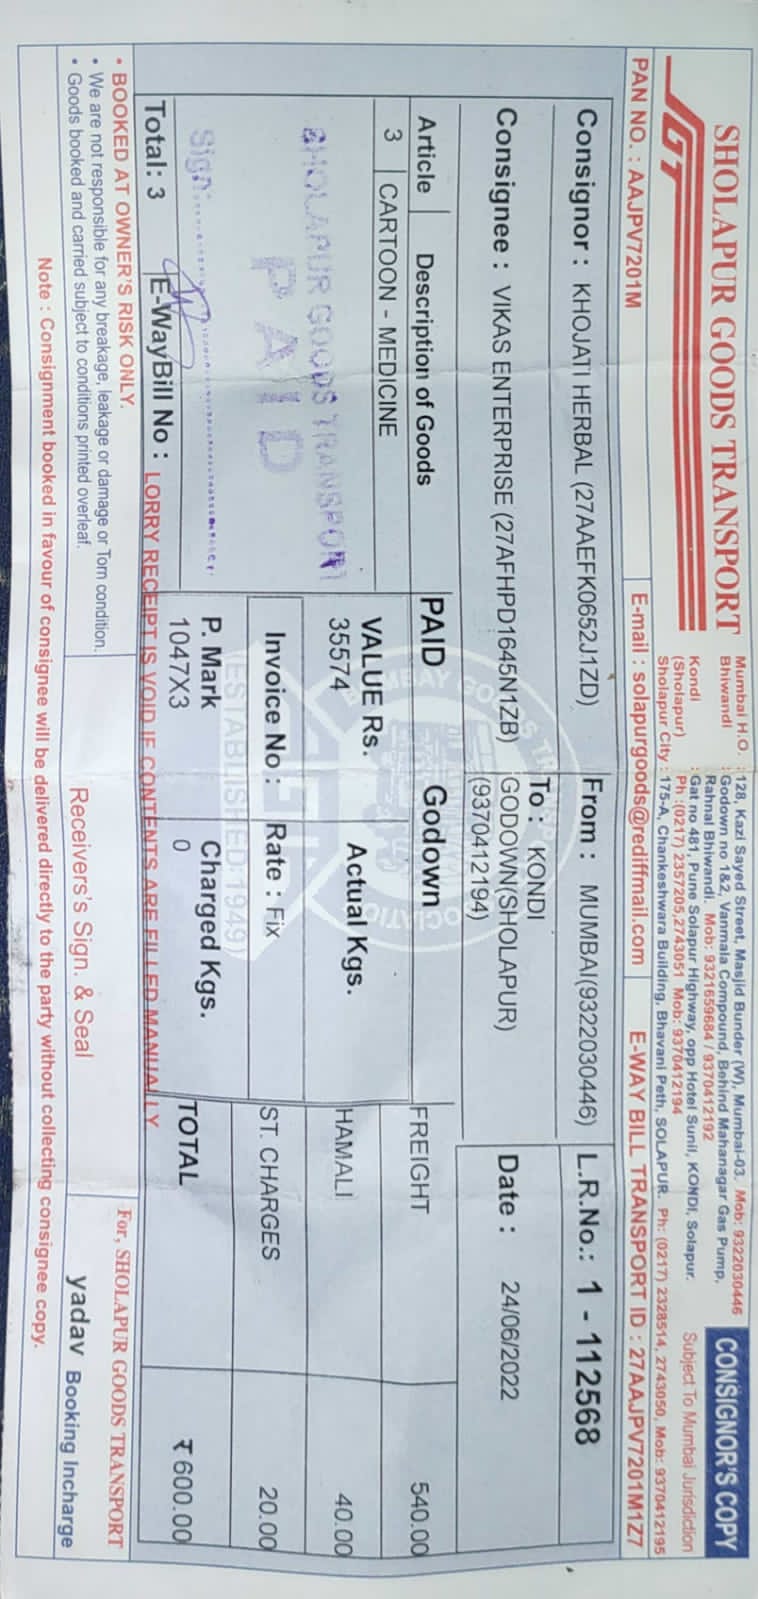 SGT
SHOLAPUR GOODS TRANSPORT
CONSIGNOR'S COPY
Mumbai H.O. : 128, Kazi Sayed Street, Masjid Bunder (W), Mumbai-03. Mob: 9322030446
Bhiwandi : Godown no 1&2, Vanmala Compound, Behind Mahanagar Gas Pump,
Rahnal Bhiwandi. Mob: 9321659684 / 9370412192
Kondi : Gat no 481, Pune Solapur Highway, opp Hotel Sunil, KONDI, Solapur.
(Sholapur) Ph :(0217) 2357205,2743051 Mob: 9370412194
Subject To Mumbai Jurisdiction
Sholapur City : 175-A, Chankeshwara Building, Bhavani Peth, SOLAPUR. Ph: (0217) 2328514, 2743050, Mob: 9370412195
PAN NO. : AAJPV7201M E-mail : solapurgoods@rediffmail.com E-WAY BILL TRANSPORT ID : 27AAJPV7201M1Z7
Consignor : KHOJATI HERBAL (27AAEFK0652J1ZD) From : MUMBAI(9322030446) L.R.No.: 1 - 112568
Consignee : VIKAS ENTERPRISE (27AFHPD1645N1ZB) To : KONDI
GODOWN(SHOLAPUR)
(9370412194)
Date : 24/06/2022
Article Description of Goods PAID Godown FREIGHT 540.00
3 CARTOON - MEDICINE VALUE Rs. Actual Kgs. HAMALI 40.00
35574
SHOLAPUR GOODS TRANSPORT
PAID
Sign:
BOMBAY GOODS TRANSPORT ASSOCIATION
ESTABLISHED:1949
Invoice No : Rate : Fix ST. CHARGES 20.00
P. Mark Charged Kgs. TOTAL ₹ 600.00
1047X3 0
Total: 3 E-WayBill No :
LORRY RECEIPT IS VOID IF CONTENTS ARE FILLED MANUALLY
• BOOKED AT OWNER'S RISK ONLY.
• We are not responsible for any breakage, leakage or damage or Torn condition.
• Goods booked and carried subject to conditions printed overleaf.
Receivers's Sign. & Seal
For, SHOLAPUR GOODS TRANSPORT
yadav Booking Incharge
Note : Consignment booked in favour of consignee will be delivered directly to the party without collecting consignee copy.